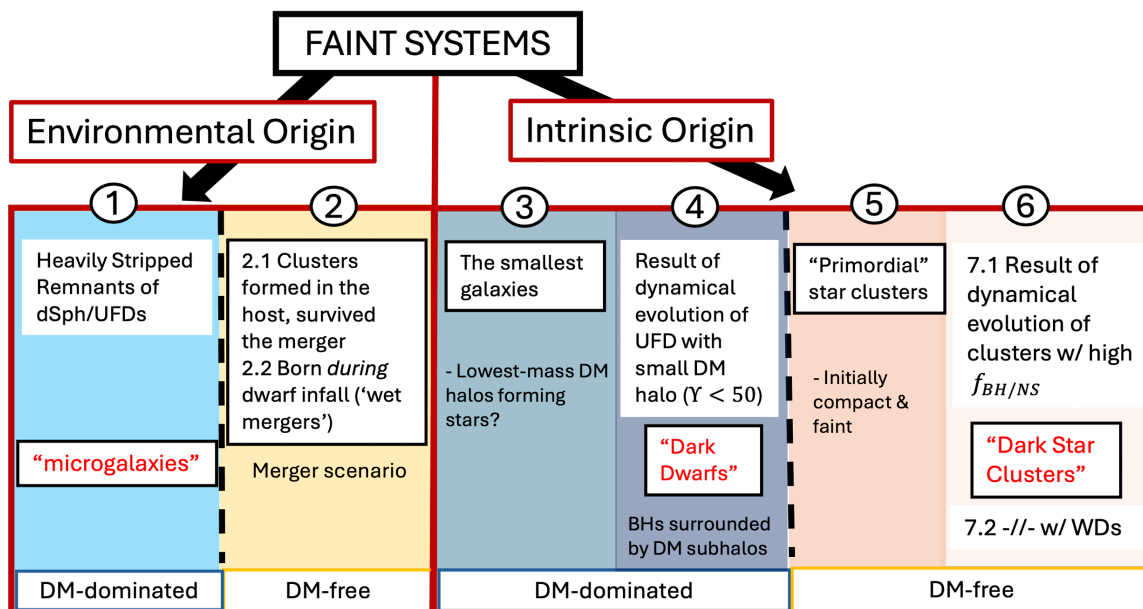 FAINT SYSTEMS
Environmental Origin
Intrinsic Origin
1
Heavily Stripped
Remnants of
dSph/UFDs
“microgalaxies”
DM-dominated
2
2.1 Clusters
formed in the
host, survived
the merger
2.2 Born during
dwarf infall (‘wet
mergers’)
Merger scenario
DM-free
3
The smallest
galaxies
- Lowest-mass DM
halos forming
stars?
4
Result of
dynamical
evolution of
UFD with
small DM
halo (ϒ < 50)
“Dark
Dwarfs”
BHs surrounded
by DM subhalos
DM-dominated
5
“Primordial”
star clusters
- Initially
compact &
faint
6
7.1 Result of
dynamical
evolution of
clusters w/ high
f_{BH/NS}
“Dark Star
Clusters”
7.2 -//- w/ WDs
DM-free